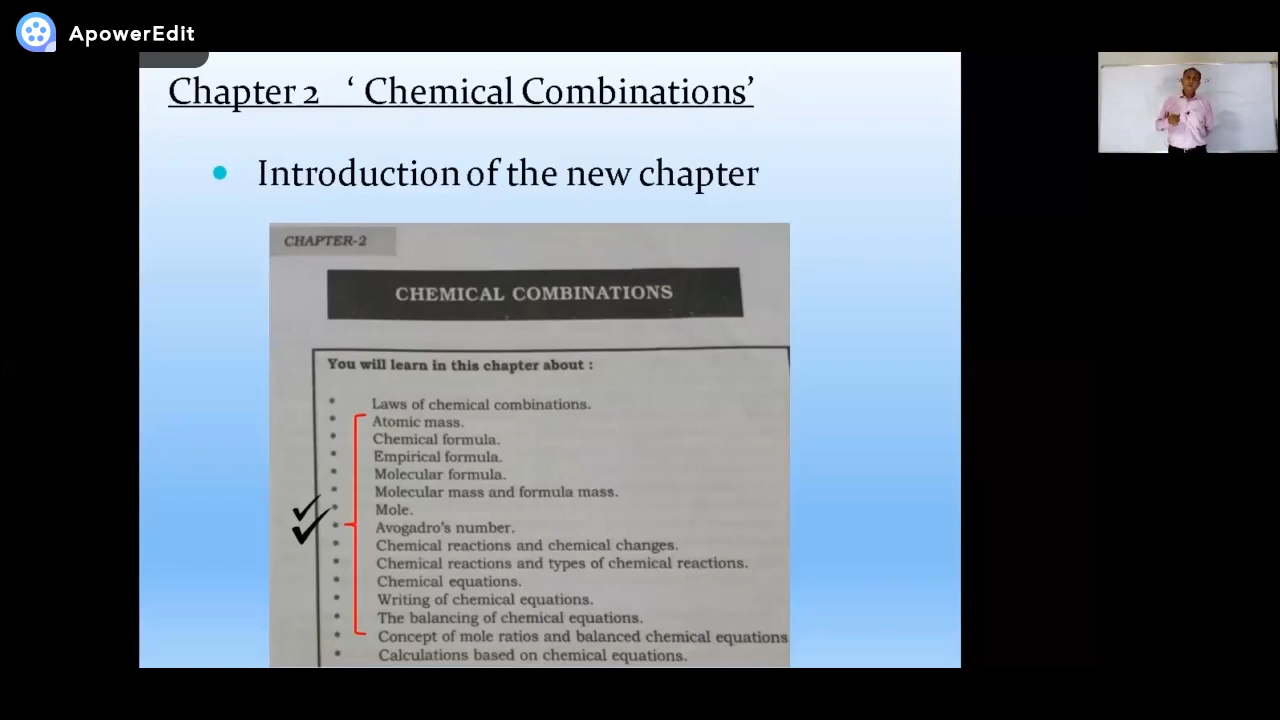 ApowerEdit
Chapter 2 ‘ Chemical Combinations’
• Introduction of the new chapter
CHAPTER-2
CHEMICAL COMBINATIONS
You will learn in this chapter about :
* Laws of chemical combinations.
* Atomic mass.
* Chemical formula.
* Empirical formula.
* Molecular formula.
* Molecular mass and formula mass.
* Mole.
* Avogadro's number.
* Chemical reactions and chemical changes.
* Chemical reactions and types of chemical reactions.
* Chemical equations.
* Writing of chemical equations.
* The balancing of chemical equations.
* Concept of mole ratios and balanced chemical equations
* Calculations based on chemical equations.